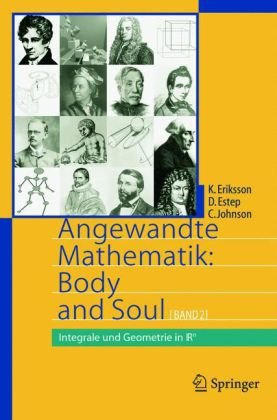 K. Eriksson
D. Estep
C. Johnson
Angewandte
Mathematik:
Body
and Soul [BAND 2]
Integrale und Geometrie in ℝⁿ
Springer